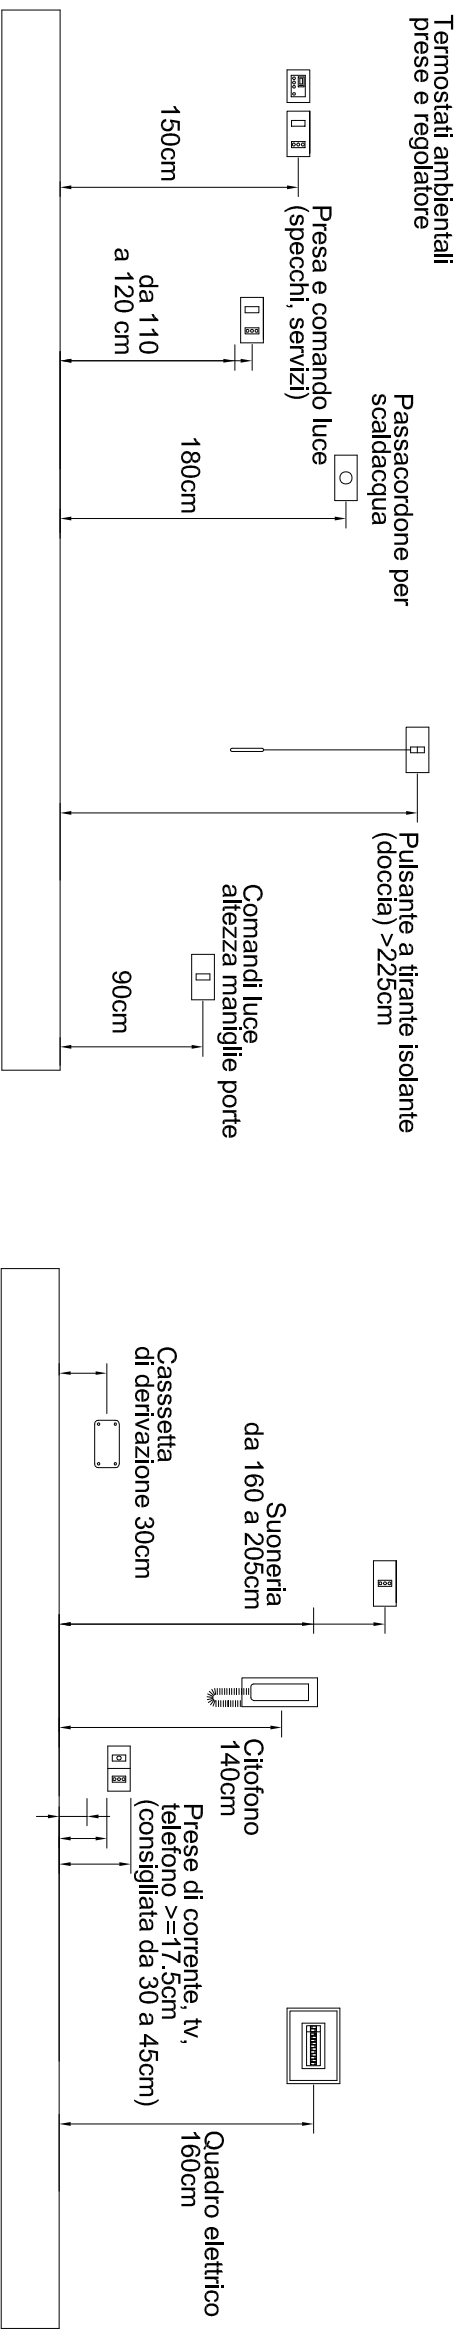 Termostati ambientali
prese e regolatore
150cm
Presa e comando luce
(specchi, servizi)
da 110
a 120 cm
Passacordone per
scaldacqua
180cm
Pulsante a tirante isolante
(doccia) >225cm
Comandi luce
altezza maniglie porte
90cm
Casssetta
di derivazione 30cm
Suoneria
da 160 a 205cm
Citofono
140cm
Prese di corrente, tv,
telefono >=17.5cm
(consigliata da 30 a 45cm)
Quadro elettrico
160cm